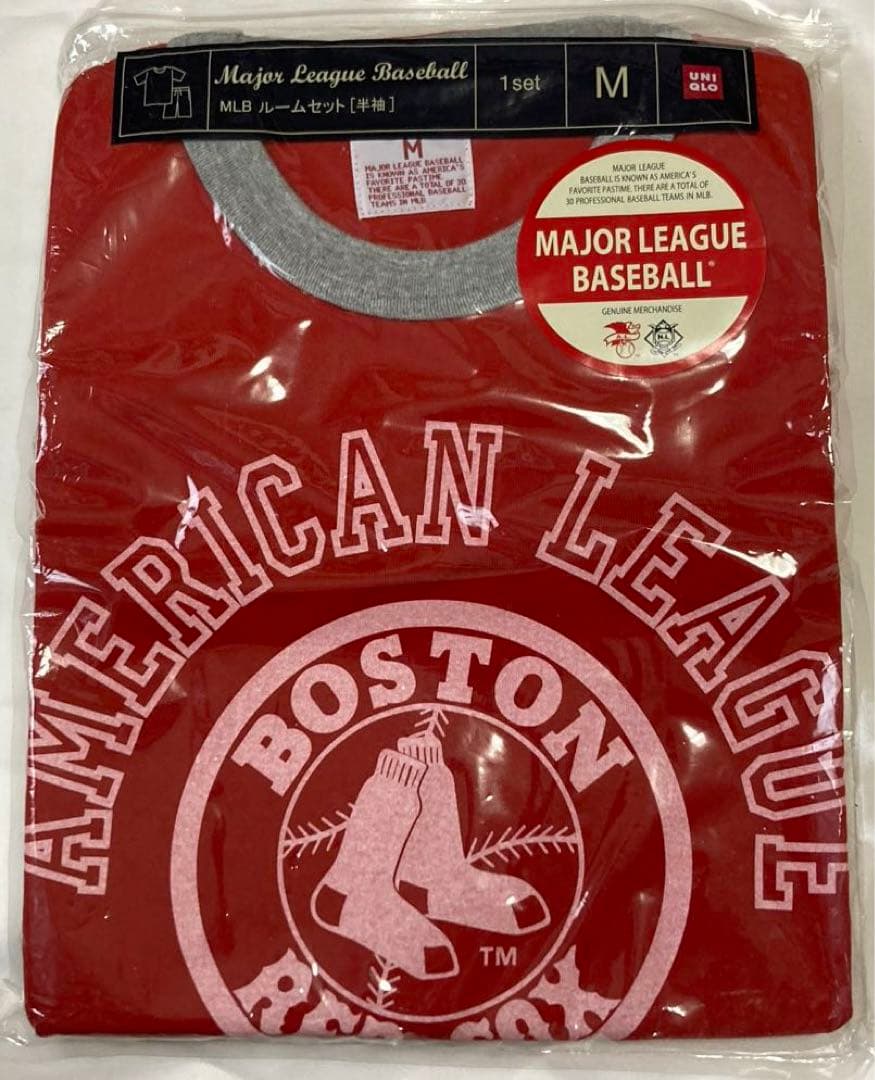 Major League Baseball
MLB ルームセット［半袖］
1set
M
UNI
QLO
M
MAJOR LEAGUE BASEBALL
IS KNOWN AS AMERICA'S
FAVORITE PASTIME.
THERE ARE A TOTAL OF 30
PROFESSIONAL BASEBALL
TEAMS IN MLB
MAJOR LEAGUE
BASEBALL IS KNOWN AS AMERICA'S
FAVORITE PASTIME. THERE ARE A TOTAL OF
30 PROFESSIONAL BASEBALL TEAMS IN MLB.
MAJOR LEAGUE
BASEBALL®
GENUINE MERCHANDISE
N.L.
AMERICAN LEAGUE
BOSTON
TM
RED SOX